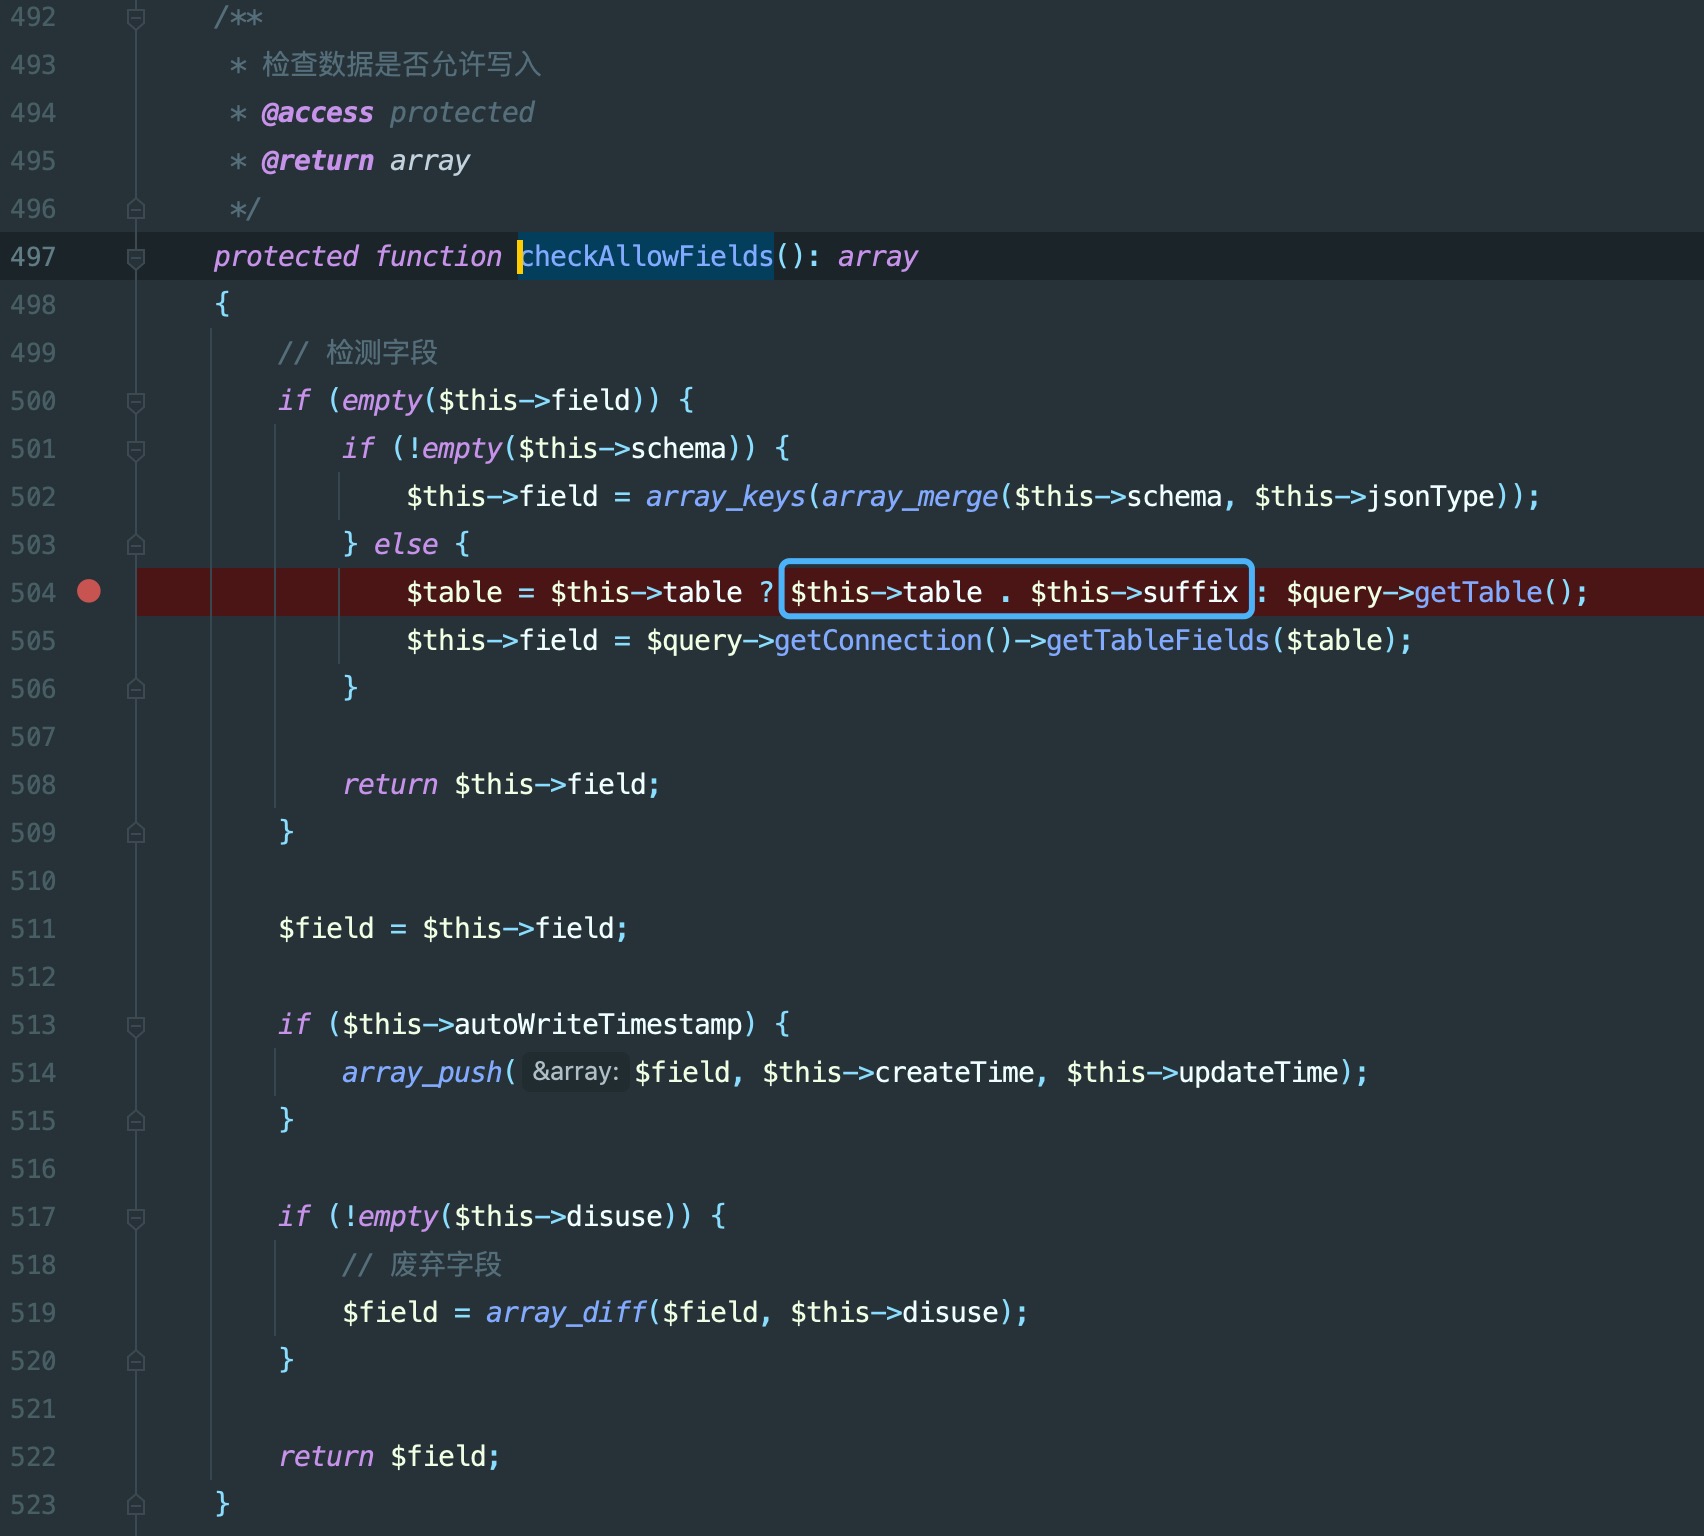 492 /**
493 * 检查数据是否允许写入
494 * @access protected
495 * @return array
496 */
497 protected function checkAllowFields(): array
498 {
499 // 检测字段
500 if (empty($this->field)) {
501 if (!empty($this->schema)) {
502 $this->field = array_keys(array_merge($this->schema, $this->jsonType));
503 } else {
504 $table = $this->table ? $this->table . $this->suffix : $query->getTable();
505 $this->field = $query->getConnection()->getTableFields($table);
506 }
507
508 return $this->field;
509 }
510
511 $field = $this->field;
512
513 if ($this->autoWriteTimestamp) {
514 array_push( &array: $field, $this->createTime, $this->updateTime);
515 }
516
517 if (!empty($this->disuse)) {
518 // 废弃字段
519 $field = array_diff($field, $this->disuse);
520 }
521
522 return $field;
523 }